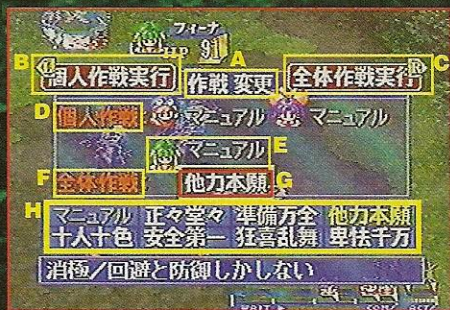 フィーナ
HP 91
B L 個人作戦実行 A 作戦 変更 全体作戦実行 R C
D 個人作戦 マニュアル マニュアル
マニュアル E
F 全体作戦 他力本願 G
H マニュアル 正々堂々 準備万全 他力本願
十人十色 安全第一 狂喜乱舞 卑怯千万
消極/回避と防御しかしない
WAIT COM ACT